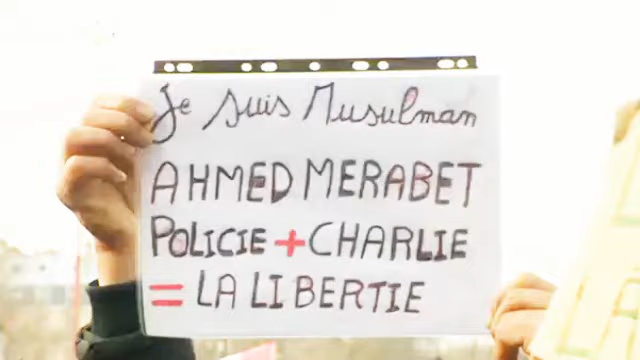 Je suis Musulman
AHMED MERABET
POLICIE + CHARLIE
= LA LIBERTIE